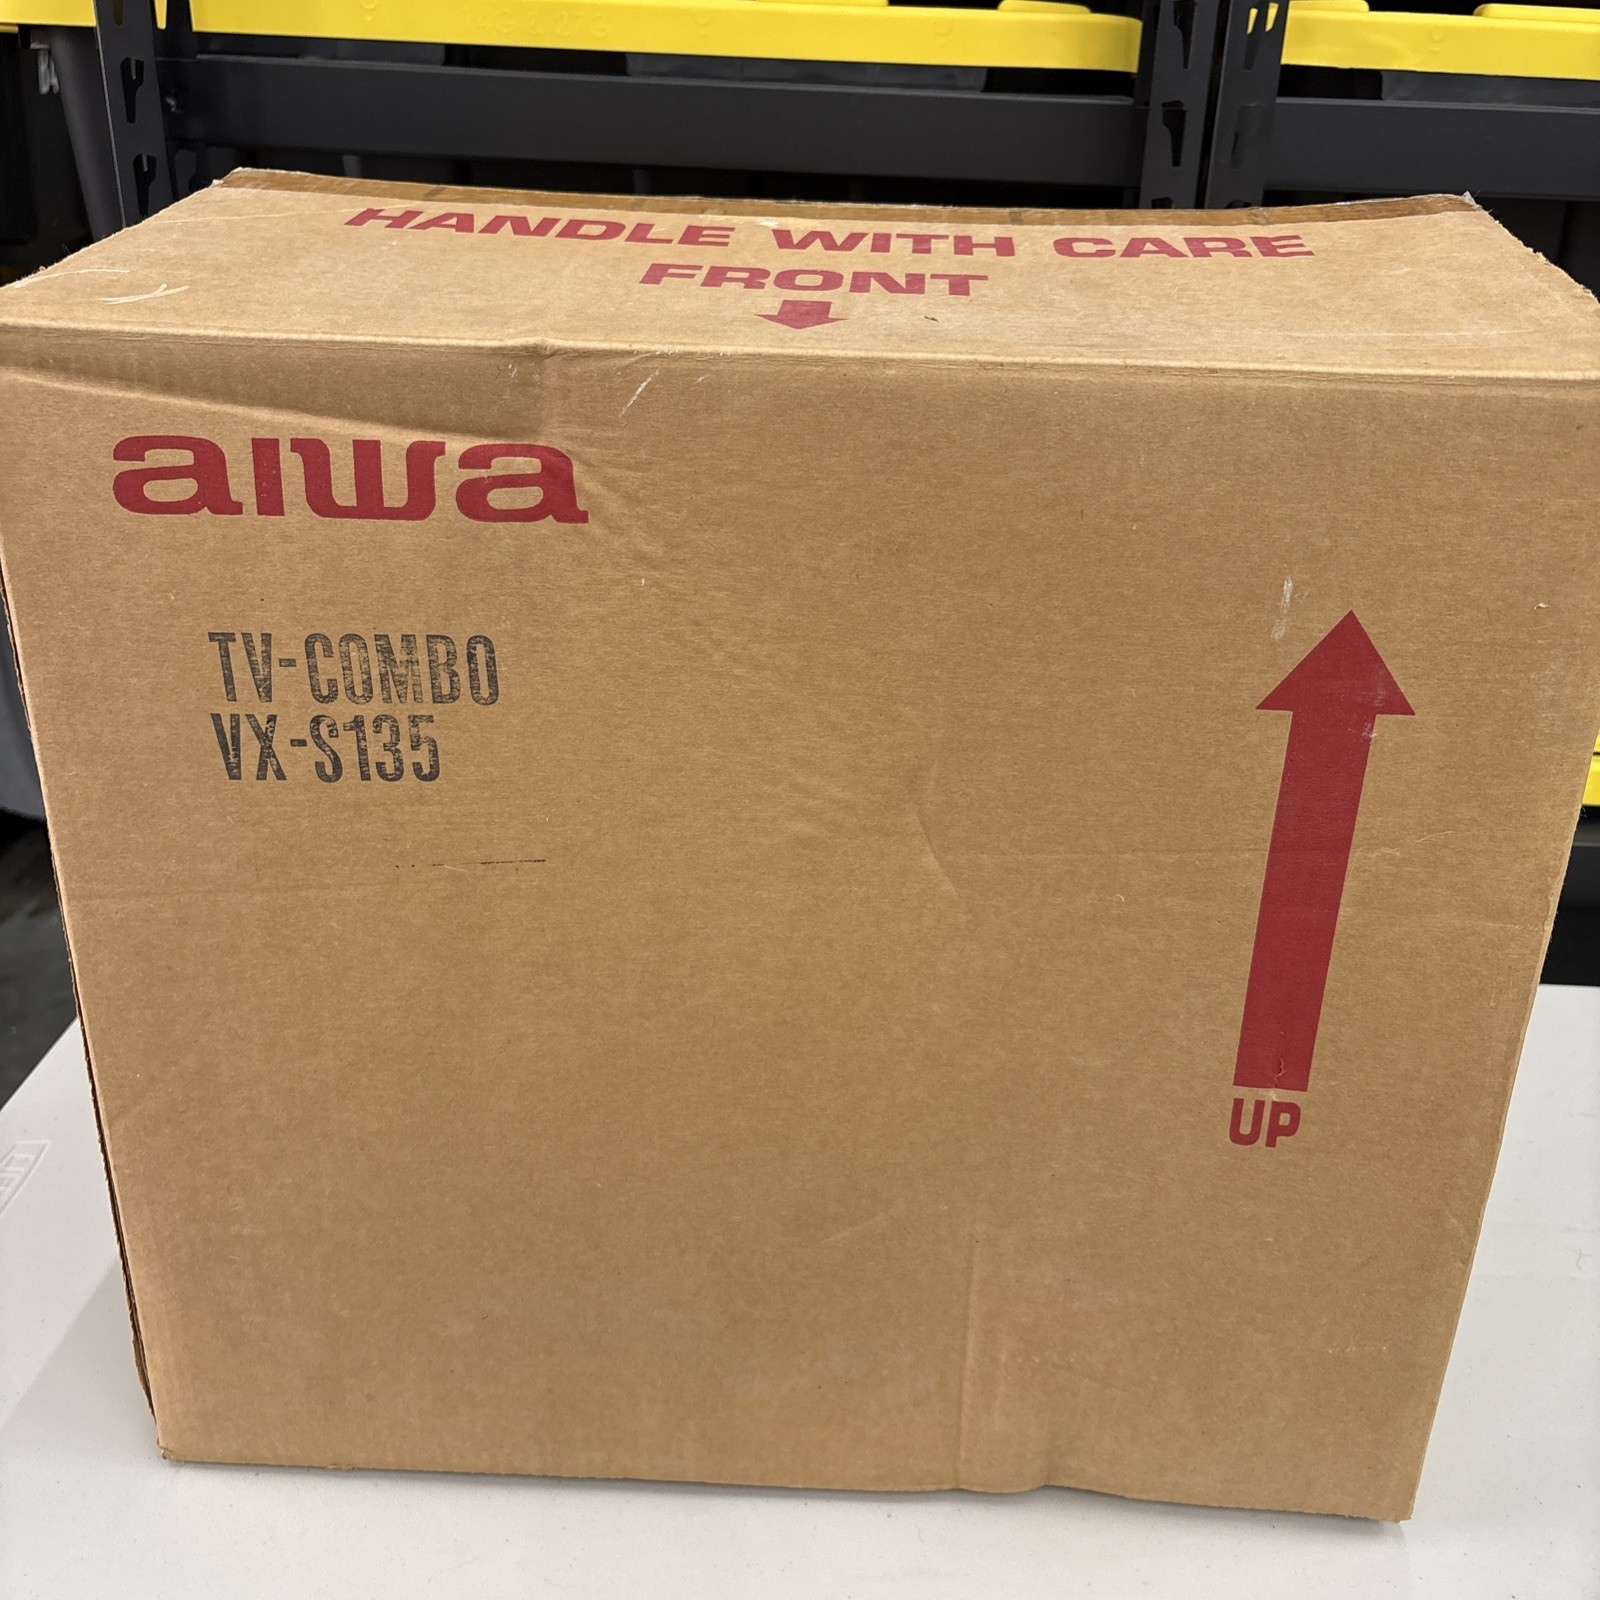 HANDLE WITH CARE
FRONT
aiwa
TV-COMBO
VX-S135
UP